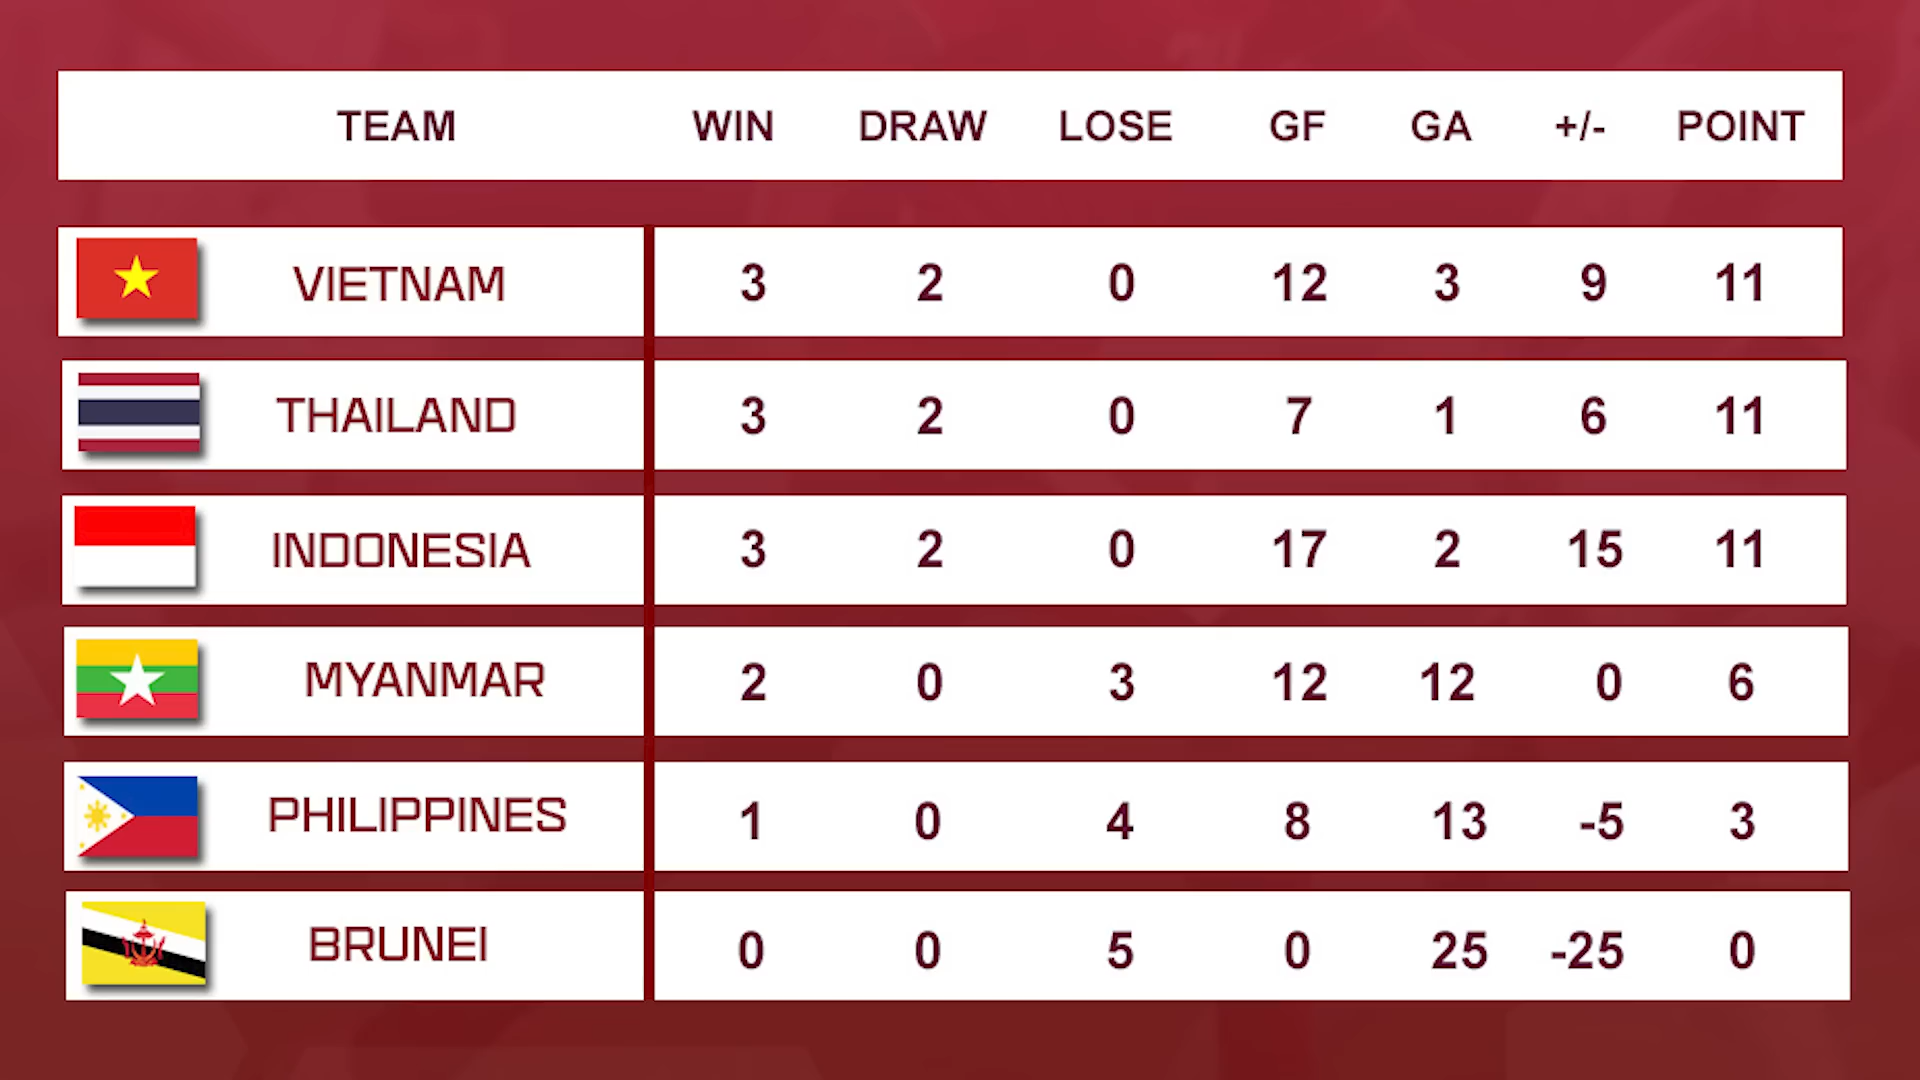 TEAM WIN DRAW LOSE GF GA +/- POINT
VIETNAM 3 2 0 12 3 9 11
THAILAND 3 2 0 7 1 6 11
INDONESIA 3 2 0 17 2 15 11
MYANMAR 2 0 3 12 12 0 6
PHILIPPINES 1 0 4 8 13 -5 3
BRUNEI 0 0 5 0 25 -25 0